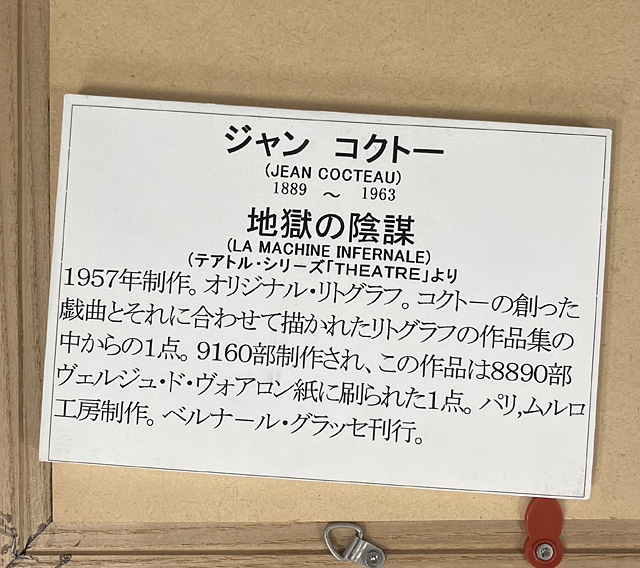 ジャン コクトー
(JEAN COCTEAU)
1889 ～ 1963
地獄の陰謀
(LA MACHINE INFERNALE)
(テアトル・シリーズ「THEATRE」より
1957年制作。オリジナル・リトグラフ。コクトーの創った
戯曲とそれに合わせて描かれたリトグラフの作品集の
中からの1点。9160部制作され、この作品は8890部
ヴェルジュ・ド・ヴォアロン紙に刷られた1点。パリ,ムルロ
工房制作。ベルナール・グラッセ刊行。